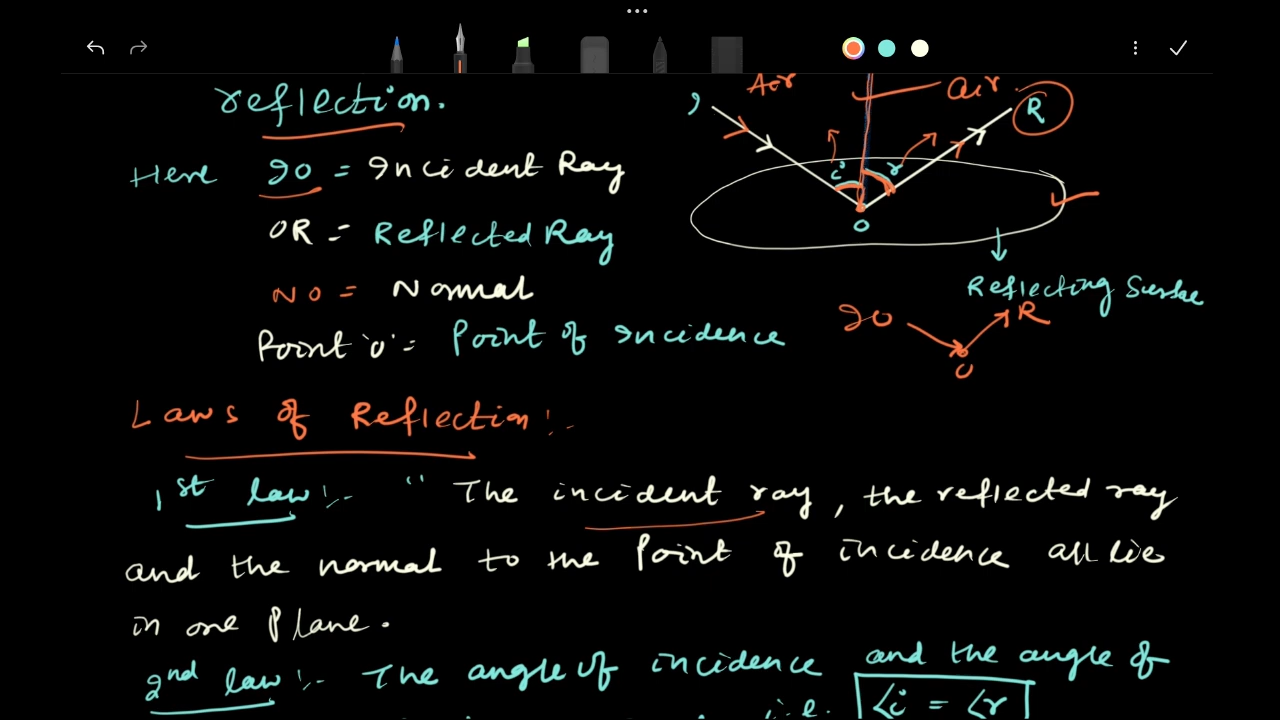 reflection.
Air
air.
R
i
r
O
Reflecting
IO
R
O
Here IO = Incident Ray
OR = Reflected Ray
NO = Normal
Point 'O' = Point of Incidence
Laws of Reflection :-
1st law :- " The incident ray, the reflected ray
and the normal to the Point of incidence all lie
in one Plane.
2nd law :- The angle of incidence and the angle of
i.e. ∠i = ∠r